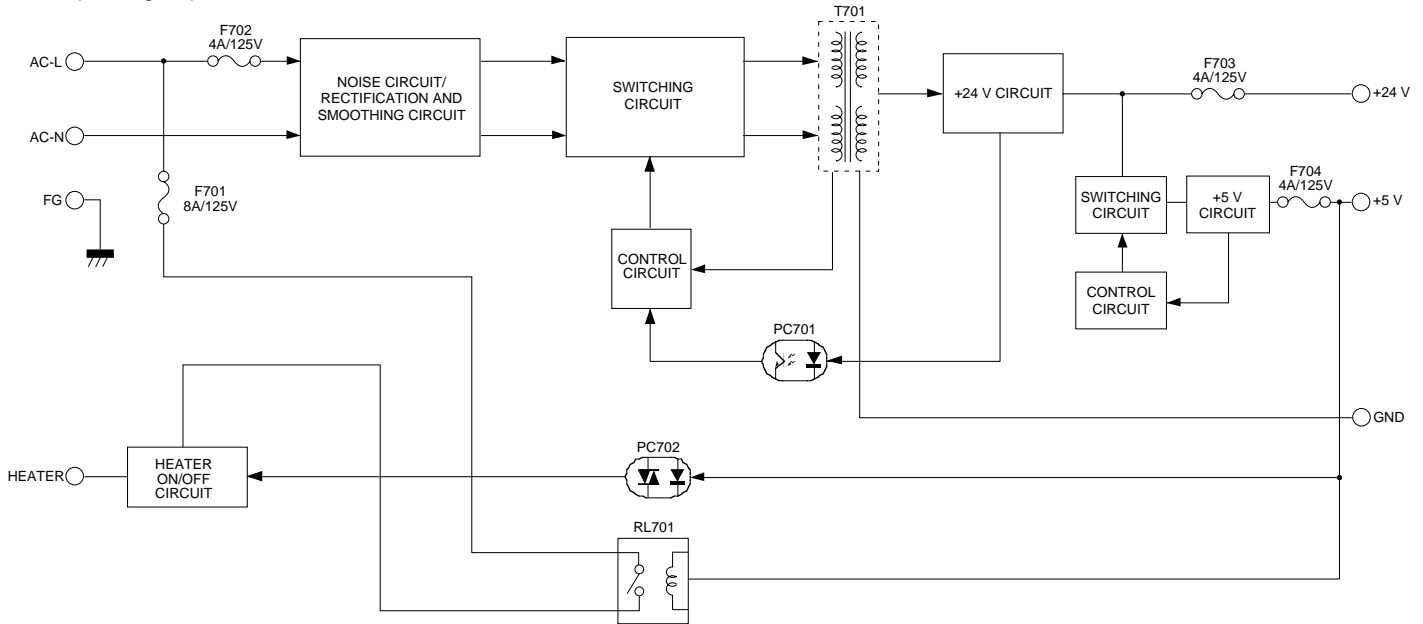 T701
F702
4A/125V
AC-L
NOISE CIRCUIT/
RECTIFICATION AND
SMOOTHING CIRCUIT
SWITCHING
CIRCUIT
+24 V CIRCUIT
F703
4A/125V
+24 V
AC-N
FG
F701
8A/125V
CONTROL
CIRCUIT
SWITCHING
CIRCUIT
+5 V
CIRCUIT
F704
4A/125V
+5 V
CONTROL
CIRCUIT
PC701
GND
HEATER
HEATER
ON/OFF
CIRCUIT
PC702
RL701